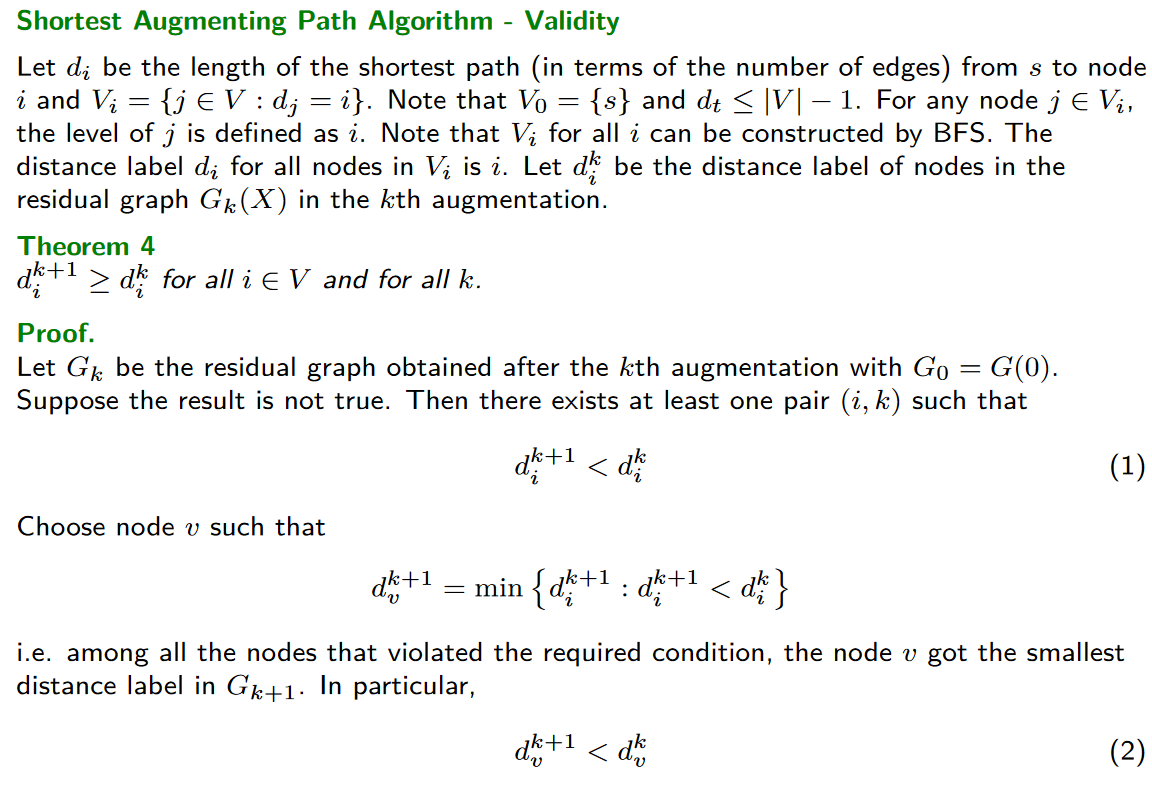 Shortest Augmenting Path Algorithm - Validity
Let $d_i$ be the length of the shortest path (in terms of the number of edges) from $s$ to node
$i$ and $V_i = \{j \in V : d_j = i\}$. Note that $V_0 = \{s\}$ and $d_t \leq |V| - 1$. For any node $j \in V_i$,
the level of $j$ is defined as $i$. Note that $V_i$ for all $i$ can be constructed by BFS. The
distance label $d_i$ for all nodes in $V_i$ is $i$. Let $d_i^k$ be the distance label of nodes in the
residual graph $G_k(X)$ in the $k$th augmentation.
Theorem 4
$d_i^{k+1} \geq d_i^k$ for all $i \in V$ and for all $k$.
Proof.
Let $G_k$ be the residual graph obtained after the $k$th augmentation with $G_0 = G(0)$.
Suppose the result is not true. Then there exists at least one pair $(i, k)$ such that
$d_i^{k+1} < d_i^k$ (1)
Choose node $v$ such that
$d_v^{k+1} = \min \left\{ d_i^{k+1} : d_i^{k+1} < d_i^k \right\}$
i.e. among all the nodes that violated the required condition, the node $v$ got the smallest
distance label in $G_{k+1}$. In particular,
$d_v^{k+1} < d_v^k$ (2)